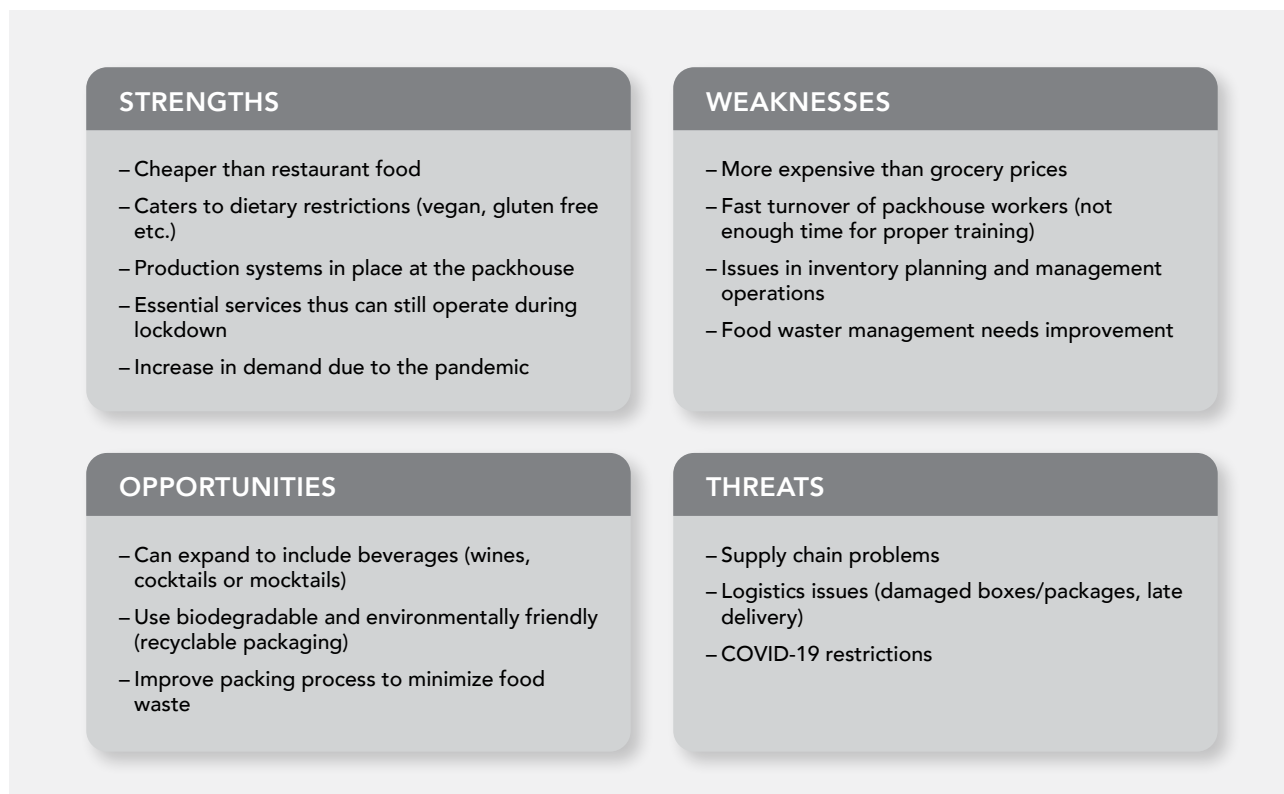 STRENGTHS
– Cheaper than restaurant food
– Caters to dietary restrictions (vegan, gluten free
etc.)
– Production systems in place at the packhouse
– Essential services thus can still operate during
lockdown
– Increase in demand due to the pandemic
WEAKNESSES
– More expensive than grocery prices
– Fast turnover of packhouse workers (not
enough time for proper training)
– Issues in inventory planning and management
operations
– Food waster management needs improvement
OPPORTUNITIES
– Can expand to include beverages (wines,
cocktails or mocktails)
– Use biodegradable and environmentally friendly
(recyclable packaging)
– Improve packing process to minimize food
waste
THREATS
– Supply chain problems
– Logistics issues (damaged boxes/packages, late
delivery)
– COVID-19 restrictions